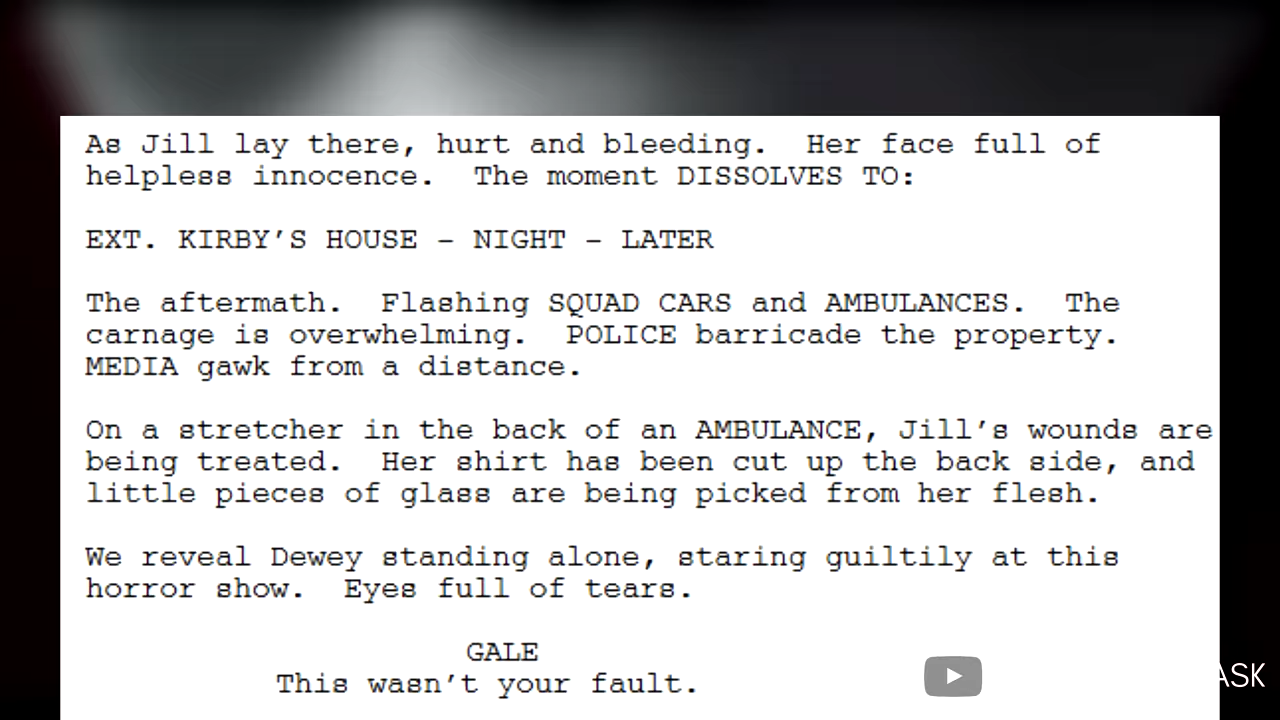 As Jill lay there, hurt and bleeding.  Her face full of
helpless innocence.  The moment DISSOLVES TO:
EXT. KIRBY'S HOUSE – NIGHT – LATER
The aftermath.  Flashing SQUAD CARS and AMBULANCES.  The
carnage is overwhelming.  POLICE barricade the property.
MEDIA gawk from a distance.
On a stretcher in the back of an AMBULANCE, Jill's wounds are
being treated.  Her shirt has been cut up the back side, and
little pieces of glass are being picked from her flesh.
We reveal Dewey standing alone, staring guiltily at this
horror show.  Eyes full of tears.
GALE
This wasn't your fault.